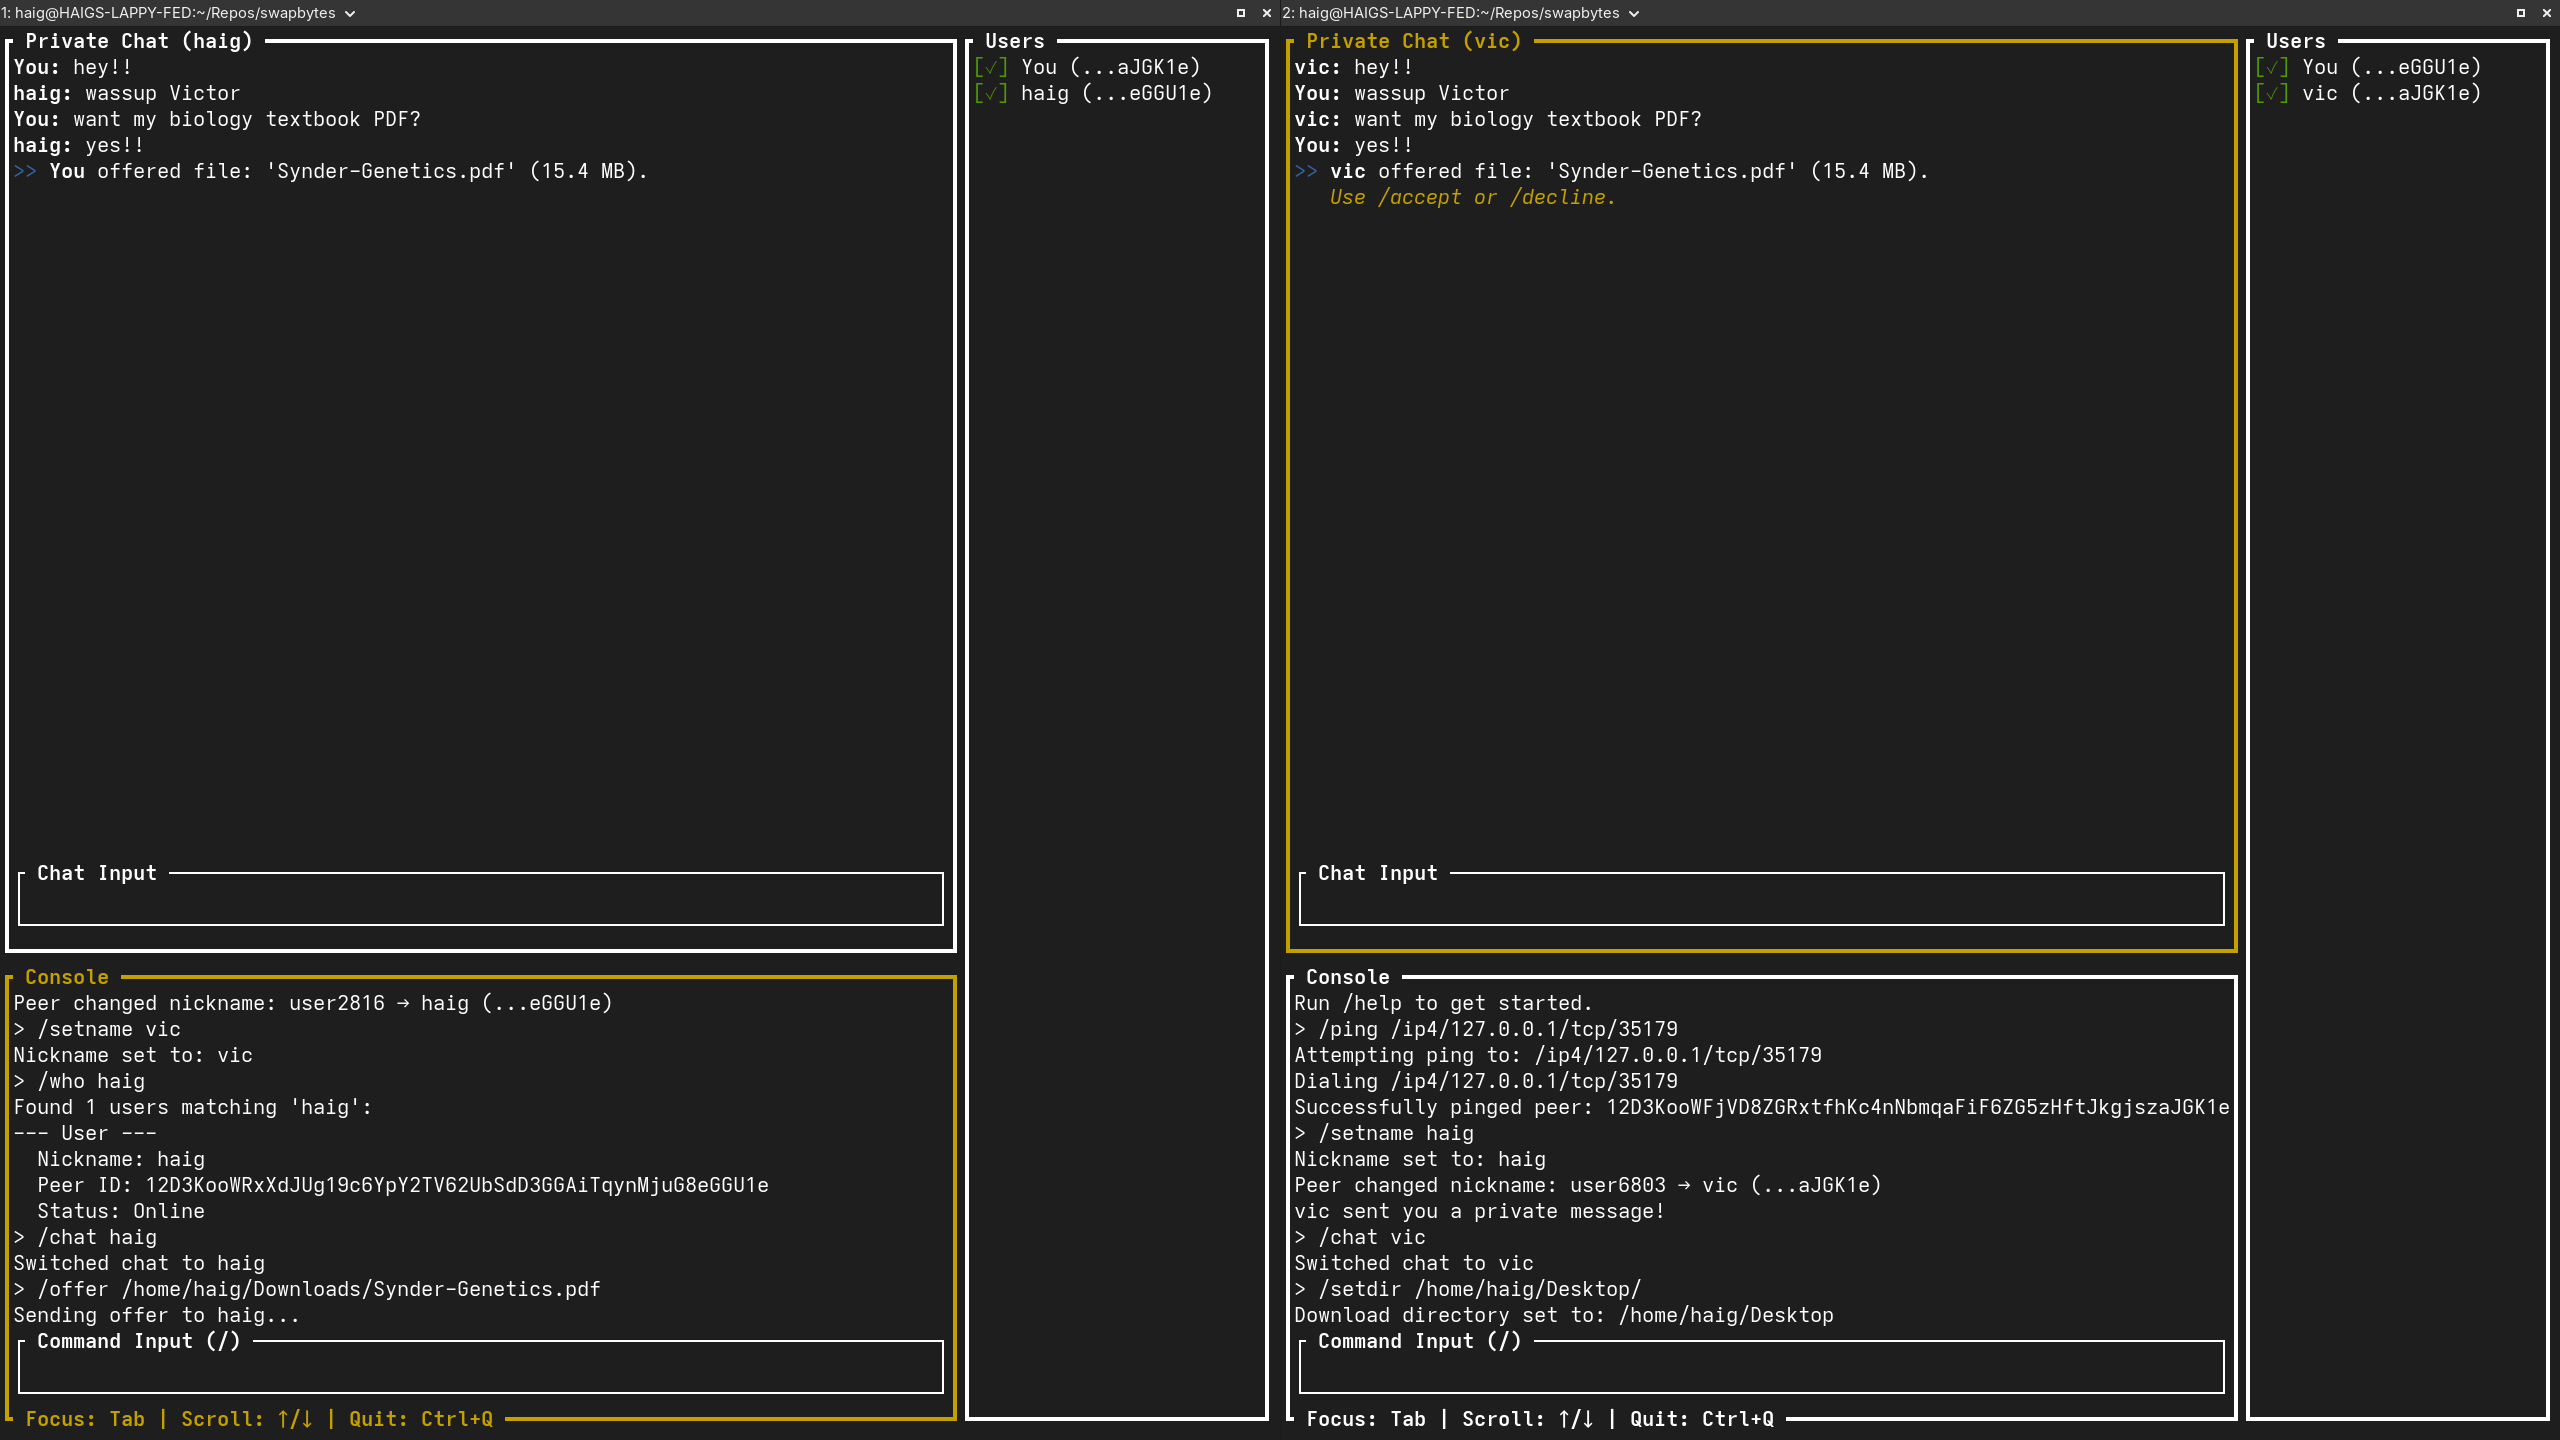 1: haig@HAIGS-LAPPY-FED:~/Repos/swapbytes
Private Chat (haig)
You: hey!!
haig: wassup Victor
You: want my biology textbook PDF?
haig: yes!!
>> You offered file: 'Synder-Genetics.pdf' (15.4 MB).
Chat Input
Users
[✓] You (...aJGK1e)
[✓] haig (...eGGU1e)
Console
Peer changed nickname: user2816 → haig (...eGGU1e)
> /setname vic
Nickname set to: vic
> /who haig
Found 1 users matching 'haig':
--- User ---
Nickname: haig
Peer ID: 12D3KooWRxXdJUg19c6YpY2TV62UbSdD3GGAiTqynMjuG8eGGU1e
Status: Online
> /chat haig
Switched chat to haig
> /offer /home/haig/Downloads/Synder-Genetics.pdf
Sending offer to haig...
Command Input (/)
Focus: Tab | Scroll: ↑/↓ | Quit: Ctrl+Q
2: haig@HAIGS-LAPPY-FED:~/Repos/swapbytes
Private Chat (vic)
vic: hey!!
You: wassup Victor
vic: want my biology textbook PDF?
You: yes!!
>> vic offered file: 'Synder-Genetics.pdf' (15.4 MB).
Use /accept or /decline.
Chat Input
Users
[✓] You (...eGGU1e)
[✓] vic (...aJGK1e)
Console
Run /help to get started.
> /ping /ip4/127.0.0.1/tcp/35179
Attempting ping to: /ip4/127.0.0.1/tcp/35179
Dialing /ip4/127.0.0.1/tcp/35179
Successfully pinged peer: 12D3KooWFjVD8ZGRxtfhKc4nNbmqaFiF6ZG5zHftJkgjszaJGK1e
> /setname haig
Nickname set to: haig
Peer changed nickname: user6803 → vic (...aJGK1e)
vic sent you a private message!
> /chat vic
Switched chat to vic
> /setdir /home/haig/Desktop/
Download directory set to: /home/haig/Desktop
Command Input (/)
Focus: Tab | Scroll: ↑/↓ | Quit: Ctrl+Q